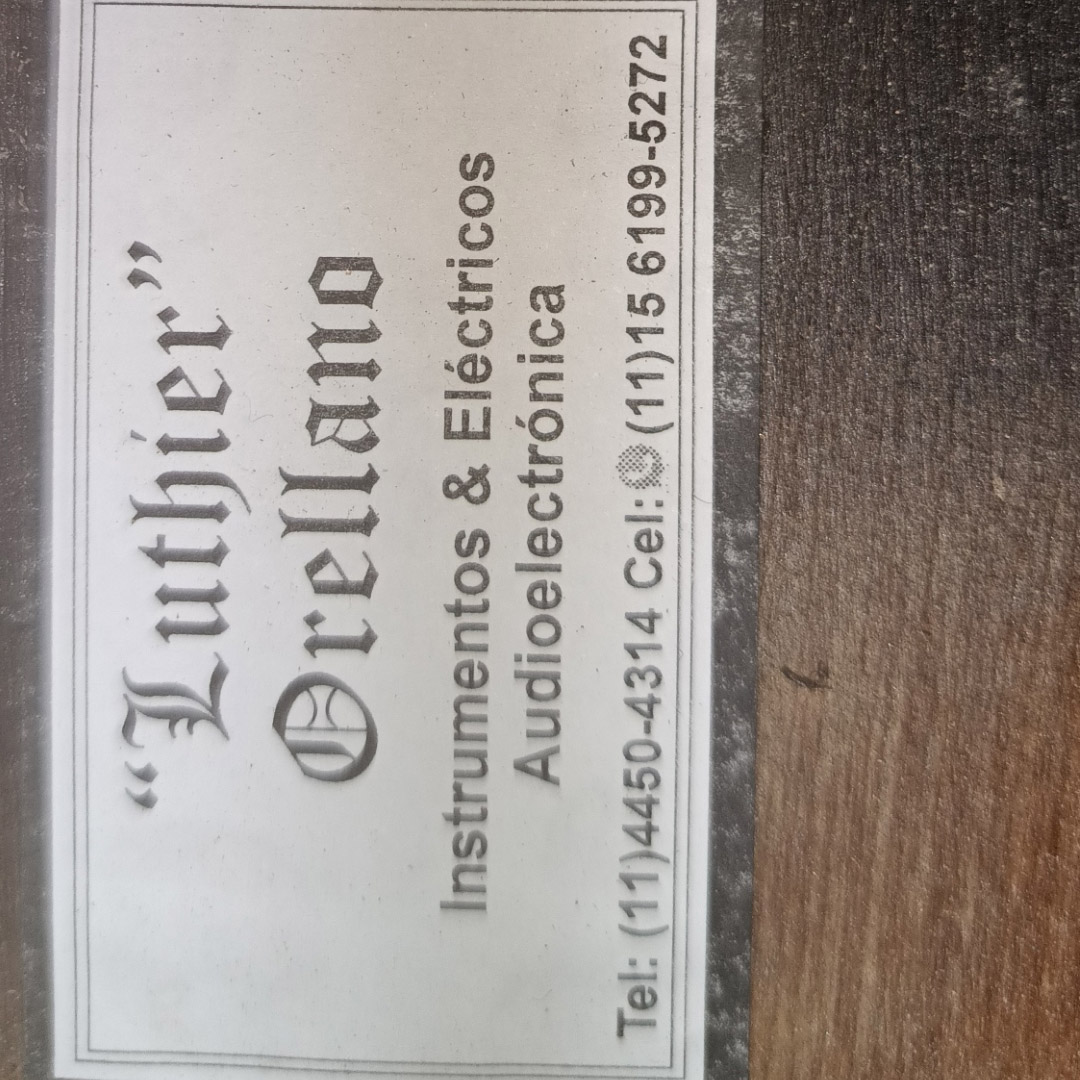 “Luthier”
Orellano
Instrumentos & Eléctricos
Audioelectrónica
Tel: (11)4450-4314 Cel: (11)15 6199-5272